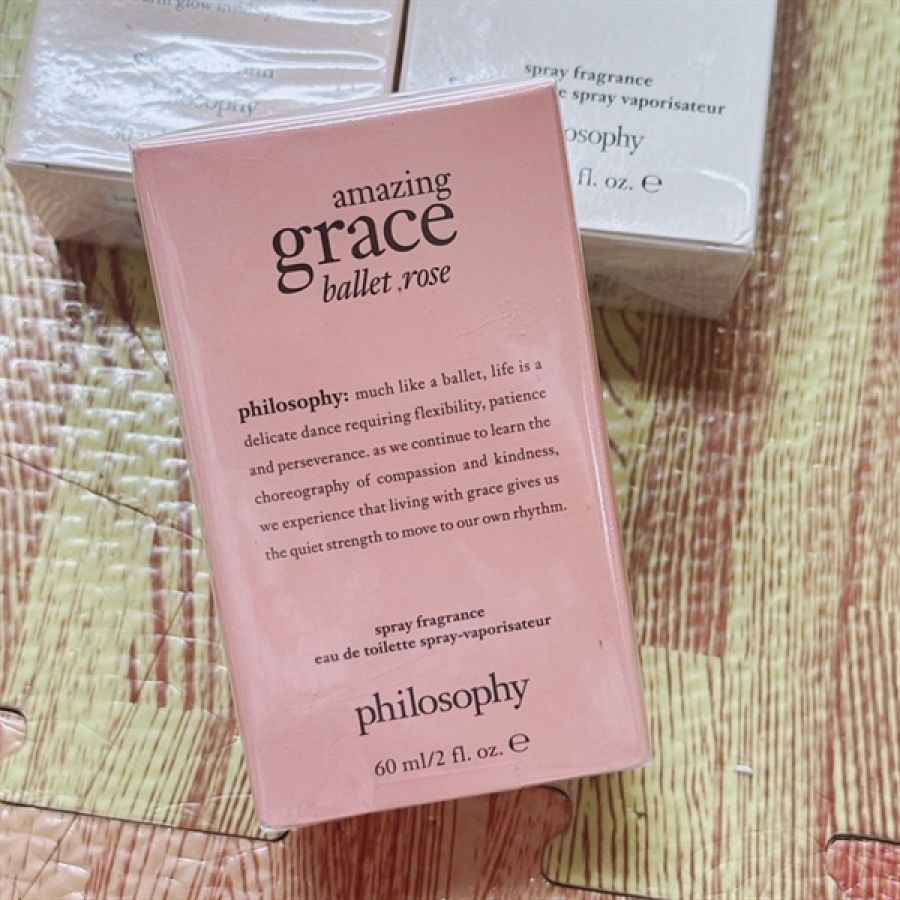 glow inside
philosophy
spray fragrance
spray vaporisateur
fl. oz. ℮
amazing
grace
ballet rose
philosophy: much like a ballet, life is a
delicate dance requiring flexibility, patience
and perseverance. as we continue to learn the
choreography of compassion and kindness,
we experience that living with grace gives us
the quiet strength to move to our own rhythm.
spray fragrance
eau de toilette spray-vaporisateur
philosophy
60 ml/2 fl. oz. ℮